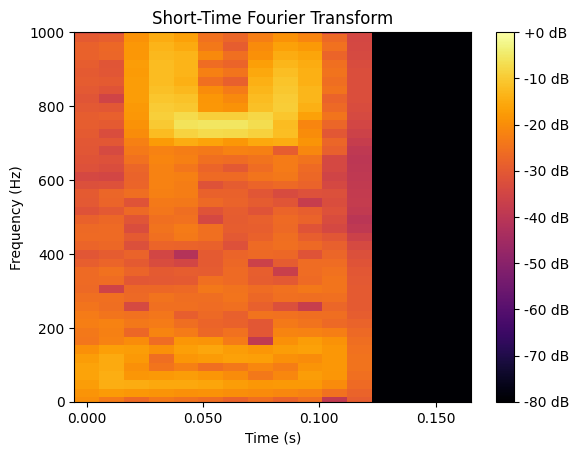 Short-Time Fourier Transform
1000
800
600
400
200
0
Frequency (Hz)
0.000
0.050
0.100
0.150
Time (s)
+0 dB
-10 dB
-20 dB
-30 dB
-40 dB
-50 dB
-60 dB
-70 dB
-80 dB